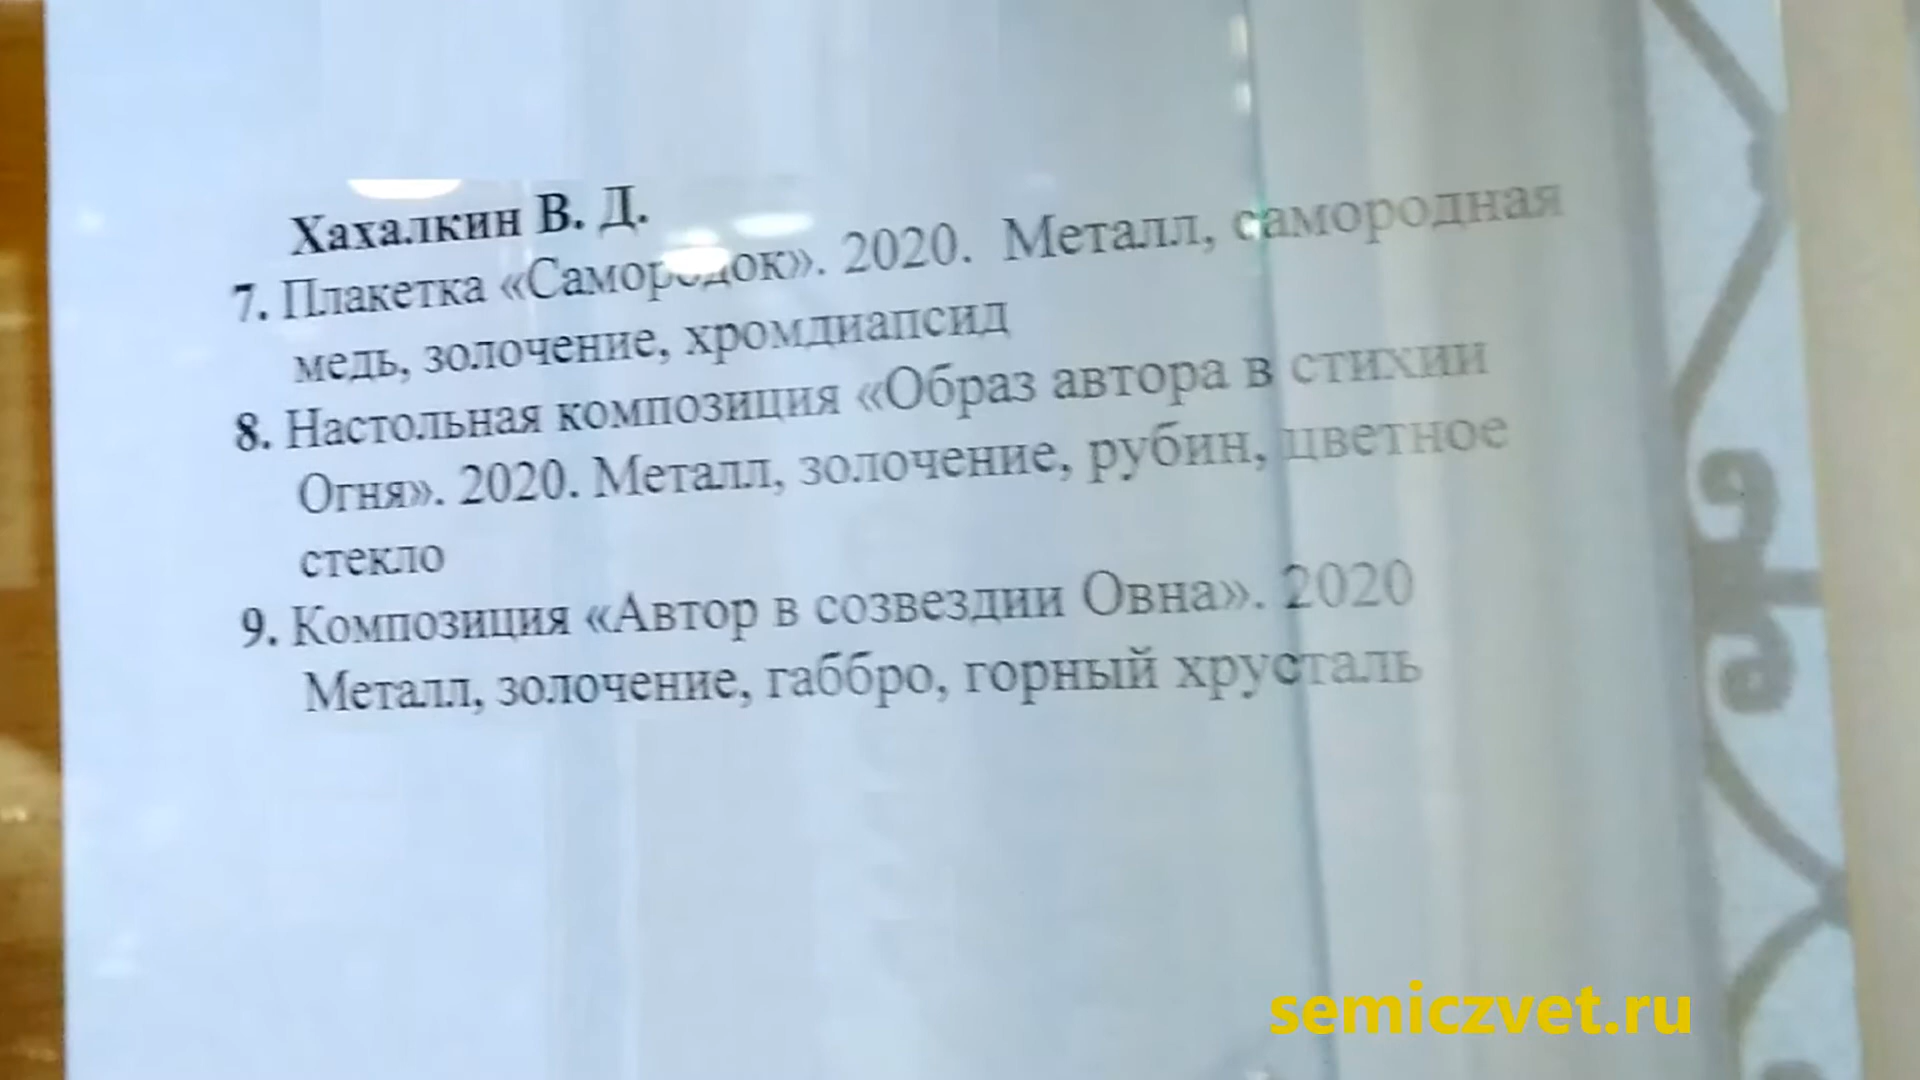 Хахалкин В. Д.
7. Плакетка «Самородок». 2020. Металл, самородная
медь, золочение, хромдиапсид
8. Настольная композиция «Образ автора в стихии
Огня». 2020. Металл, золочение, рубин, цветное
стекло
9. Композиция «Автор в созвездии Овна». 2020
Металл, золочение, габбро, горный хрусталь
semiczvet.ru